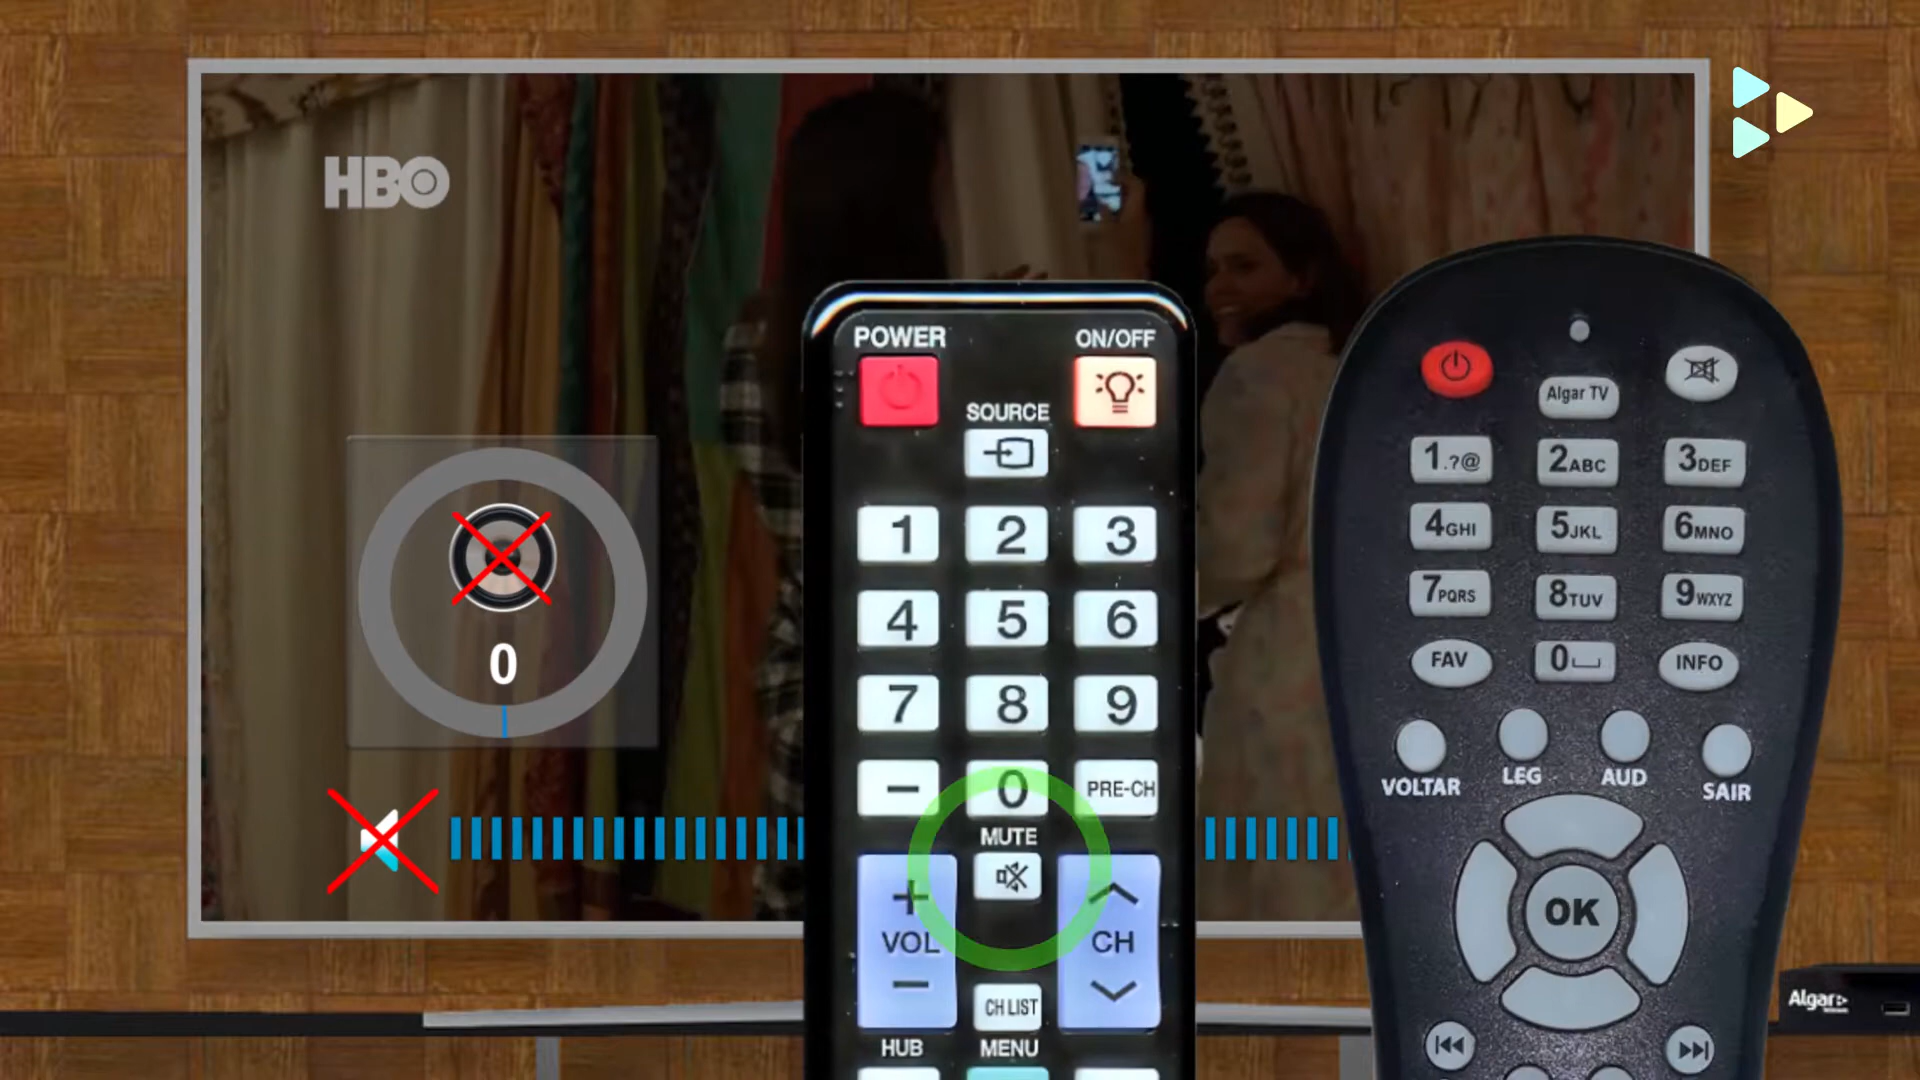 HBO
0
POWER
ON/OFF
SOURCE
1 2 3
4 5 6
7 8 9
0 PRE-CH
MUTE
+ VOL −
CH
CH LIST
HUB
MENU
Algar TV
1.?@ 2ABC 3DEF
4GHI 5JKL 6MNO
7PQRS 8TUV 9WXYZ
FAV 0 INFO
VOLTAR LEG AUD SAIR
OK
Algar